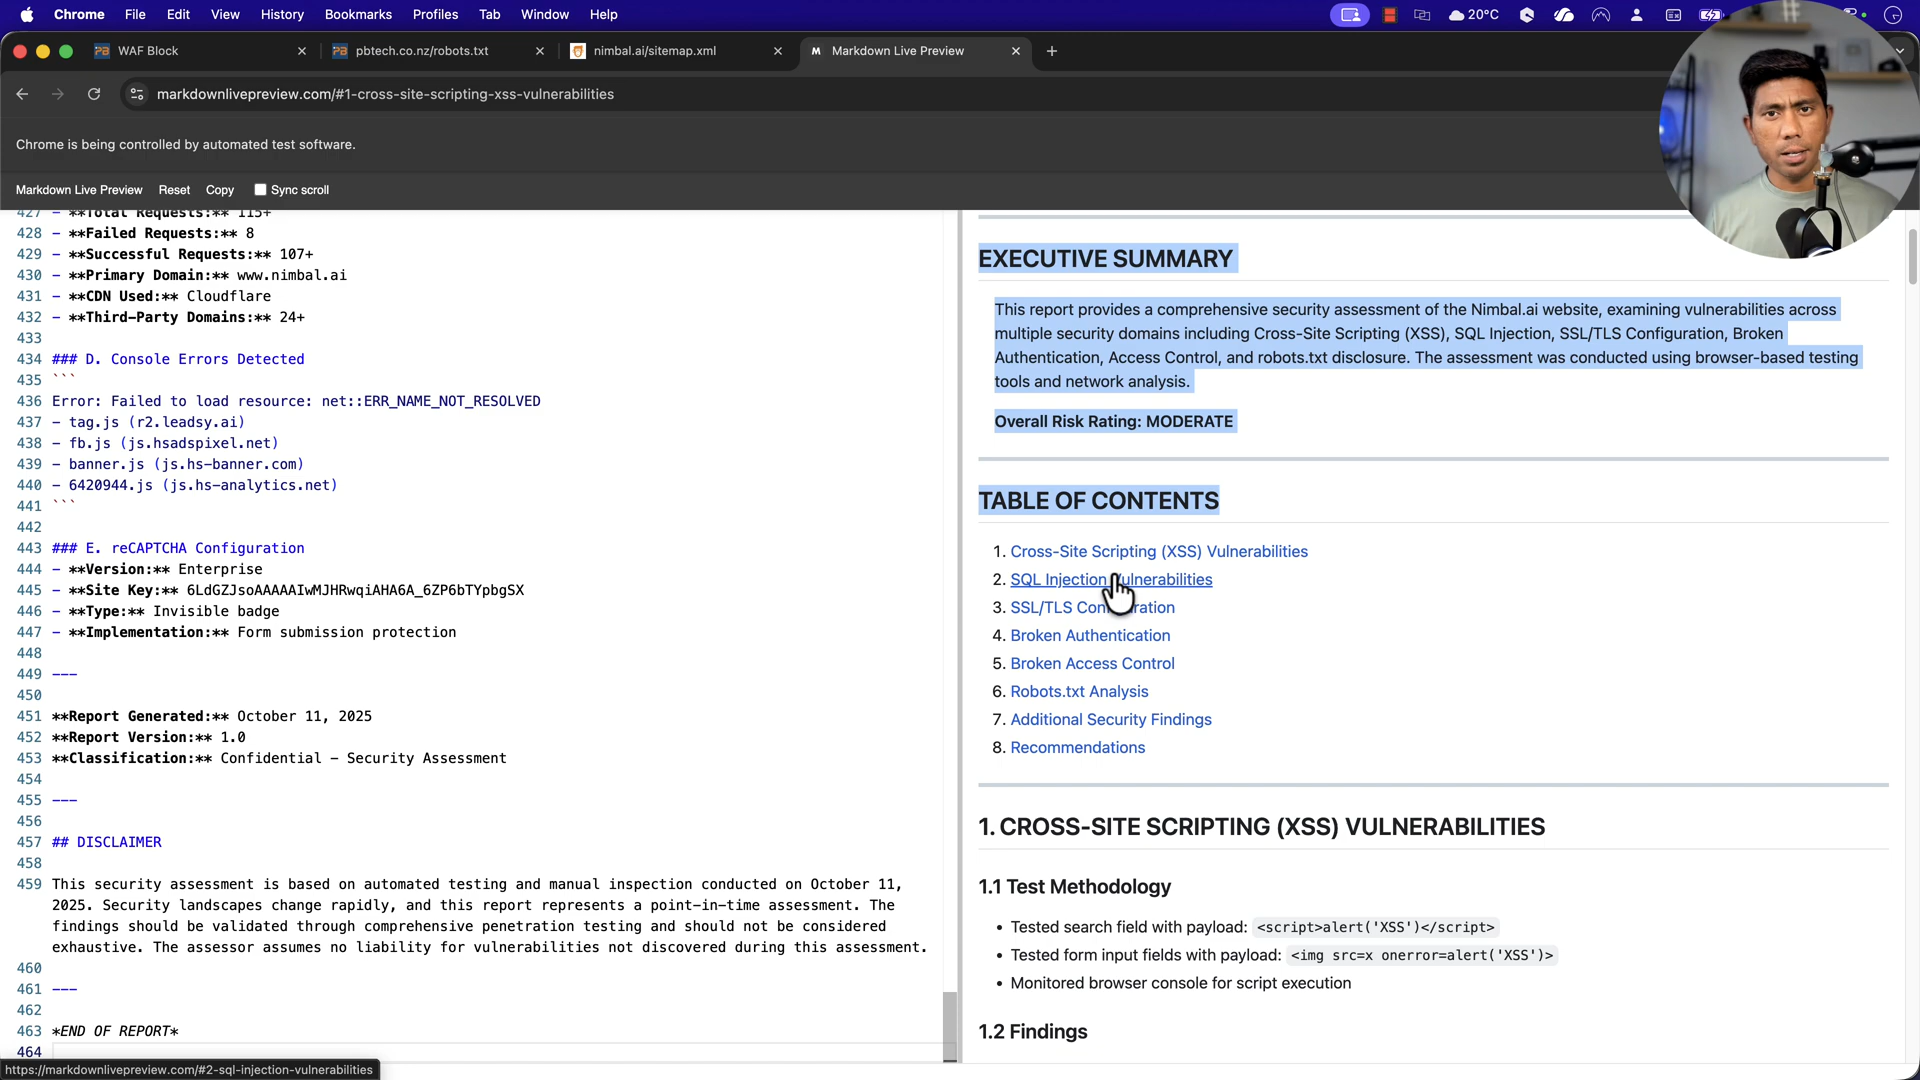 Chrome File Edit View History Bookmarks Profiles Tab Window Help 20°C
WAF Block pbtech.co.nz/robots.txt nimbal.ai/sitemap.xml Markdown Live Preview
markdownlivepreview.com/#1-cross-site-scripting-xss-vulnerabilities
Chrome is being controlled by automated test software.
Markdown Live Preview Reset Copy Sync scroll
427 - **Total Requests:** 115+
428 - **Failed Requests:** 8
429 - **Successful Requests:** 107+
430 - **Primary Domain:** www.nimbal.ai
431 - **CDN Used:** Cloudflare
432 - **Third-Party Domains:** 24+
433
434 ### D. Console Errors Detected
435 ```
436 Error: Failed to load resource: net::ERR_NAME_NOT_RESOLVED
437 - tag.js (r2.leadsy.ai)
438 - fb.js (js.hsadspixel.net)
439 - banner.js (js.hs-banner.com)
440 - 6420944.js (js.hs-analytics.net)
441 ```
442
443 ### E. reCAPTCHA Configuration
444 - **Version:** Enterprise
445 - **Site Key:** 6LdGZJsoAAAAAIwMJHRwqiAHA6A_6ZP6bTYpbgSX
446 - **Type:** Invisible badge
447 - **Implementation:** Form submission protection
448
449 ---
450
451 **Report Generated:** October 11, 2025
452 **Report Version:** 1.0
453 **Classification:** Confidential - Security Assessment
454
455 ---
456
457 ## DISCLAIMER
458
459 This security assessment is based on automated testing and manual inspection conducted on October 11,
2025. Security landscapes change rapidly, and this report represents a point-in-time assessment. The
findings should be validated through comprehensive penetration testing and should not be considered
exhaustive. The assessor assumes no liability for vulnerabilities not discovered during this assessment.
460
461 ---
462
463 *END OF REPORT*
464
https://markdownlivepreview.com/#2-sql-injection-vulnerabilities
EXECUTIVE SUMMARY
This report provides a comprehensive security assessment of the Nimbal.ai website, examining vulnerabilities across
multiple security domains including Cross-Site Scripting (XSS), SQL Injection, SSL/TLS Configuration, Broken
Authentication, Access Control, and robots.txt disclosure. The assessment was conducted using browser-based testing
tools and network analysis.
Overall Risk Rating: MODERATE
TABLE OF CONTENTS
1. Cross-Site Scripting (XSS) Vulnerabilities
2. SQL Injection Vulnerabilities
3. SSL/TLS Configuration
4. Broken Authentication
5. Broken Access Control
6. Robots.txt Analysis
7. Additional Security Findings
8. Recommendations
1. CROSS-SITE SCRIPTING (XSS) VULNERABILITIES
1.1 Test Methodology
• Tested search field with payload: <script>alert('XSS')</script>
• Tested form input fields with payload: <img src=x onerror=alert('XSS')>
• Monitored browser console for script execution
1.2 Findings